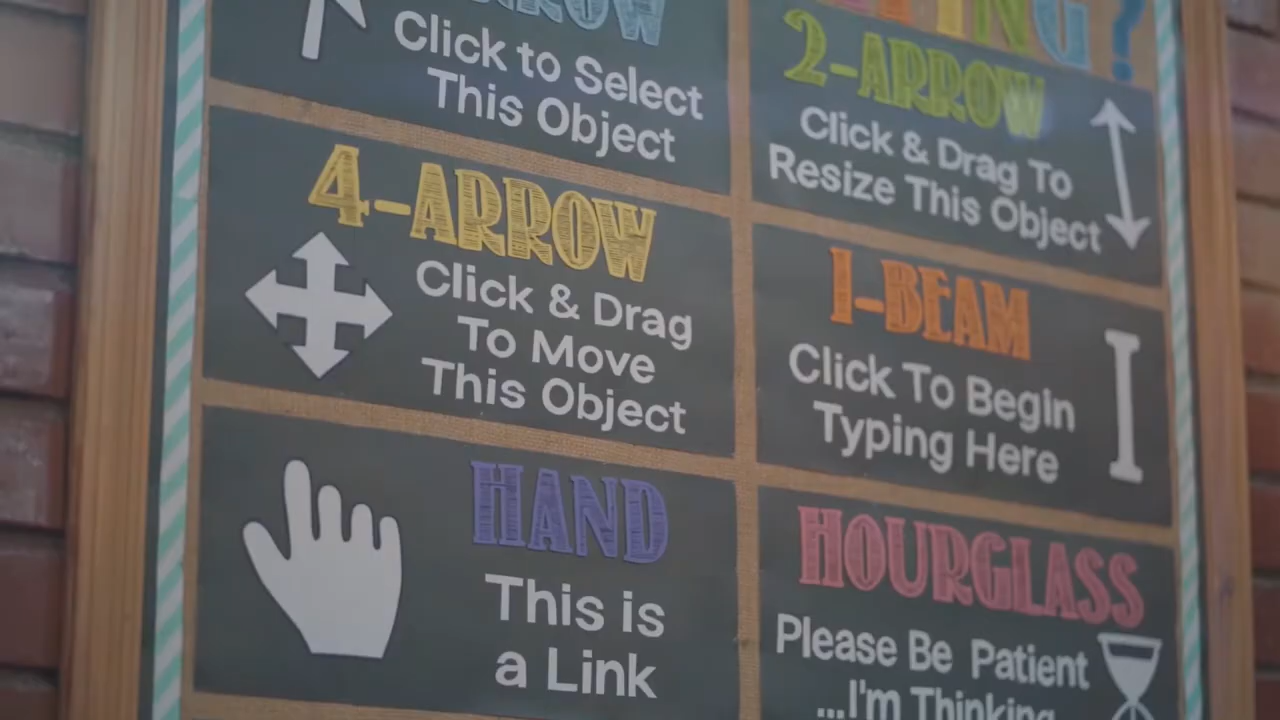 Click to Select
This Object
2-ARROW
Click & Drag To
Resize This Object
4-ARROW
Click & Drag
To Move
This Object
I-BEAM
Click To Begin
Typing Here
HAND
This is
a Link
HOURGLASS
Please Be Patient
...I'm Thinking